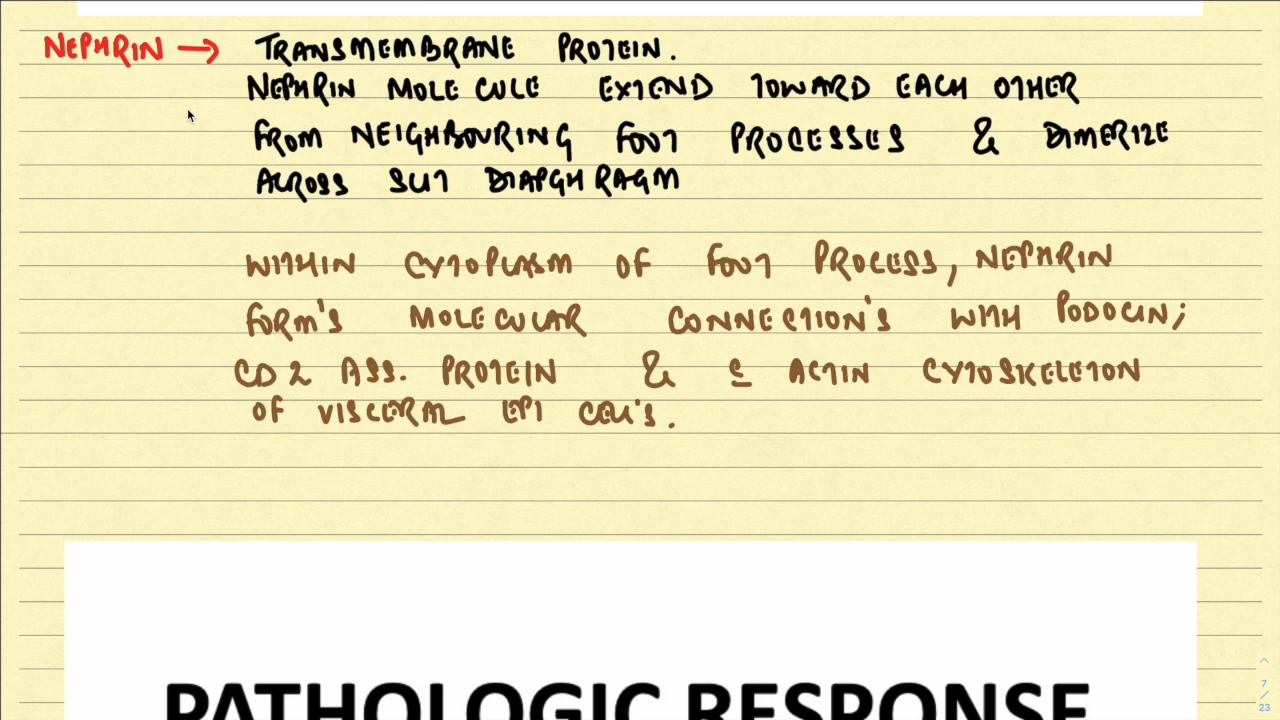 NEPHRIN → TRANSMEMBRANE PROTEIN.
NEPHRIN MOLECULE EXTEND TOWARD EACH OTHER
FROM NEIGHBOURING FOOT PROCESSES & DIMERIZE
ACROSS SLIT DIAPGHRAGM
WITHIN CYTOPLASM OF FOOT PROCESS, NEPHRIN
FORM'S MOLECULAR CONNECTION'S WITH PODOCIN;
CD2 ASS. PROTEIN & c̲ ACTIN CYTOSKELETON
OF VISCERAL EPI CELL'S.
PATHOLOGIC RESPONSE
7
/
23